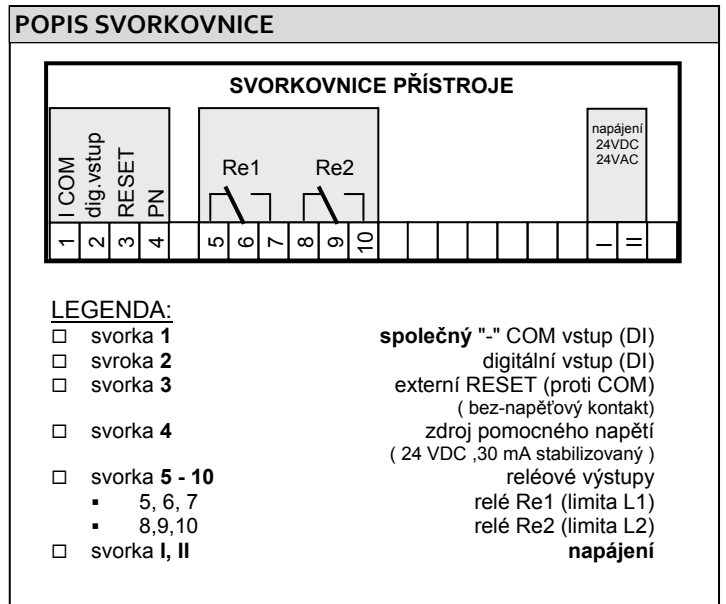 POPIS SVORKOVNICE
SVORKOVNICE PŘÍSTROJE
I COM
dig.vstup
RESET
PN
Re1
Re2
napájení
24VDC
24VAC
1 2 3 4 5 6 7 8 9 10 I II
LEGENDA:
□ svorka 1 společný "-" COM vstup (DI)
□ svroka 2 digitální vstup (DI)
□ svorka 3 externí RESET (proti COM)
( bez-napěťový kontakt)
□ svorka 4 zdroj pomocného napětí
( 24 VDC ,30 mA stabilizovaný )
□ svorka 5 - 10 reléové výstupy
▪ 5, 6, 7 relé Re1 (limita L1)
▪ 8,9,10 relé Re2 (limita L2)
□ svorka I, II napájení